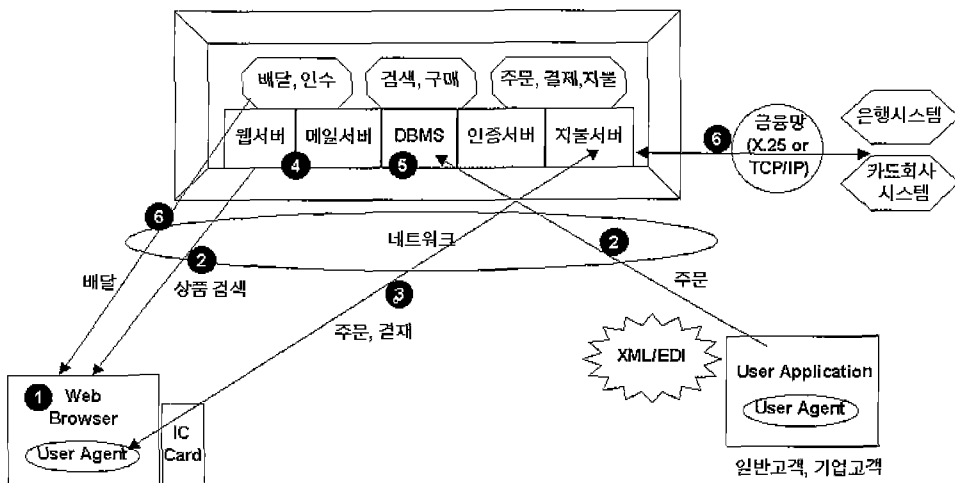 배달, 인수
검색, 구매
주문, 결제,지불
웹서버
메일서버
DBMS
인증서버
지불서버
4
5
6
금융망
(X.25 or
TCP/IP)
은행시스템
카드회사
시스템
6
네트워크
2
2
배달
상품 검색
주문
3
주문, 결재
XML/EDI
1
Web
Browser
User Agent
IC
Card
User Application
User Agent
일반고객, 기업고객